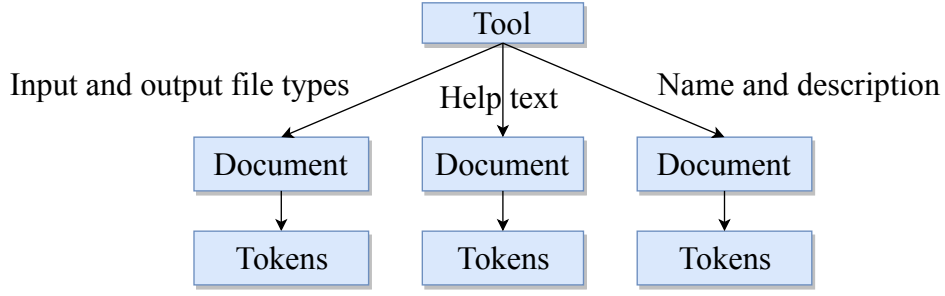 Tool
Input and output file types
Help text
Name and description
Document
Document
Document
Tokens
Tokens
Tokens